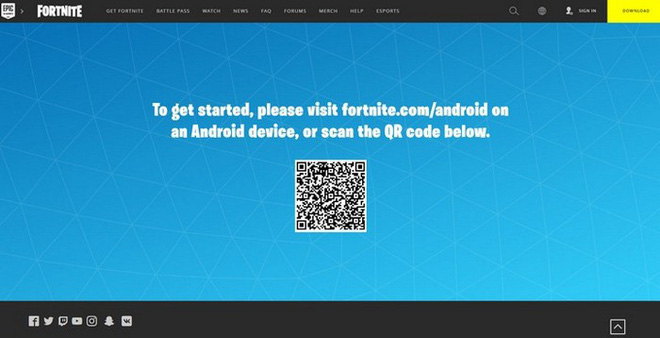 EPIC GAMES
FORTNITE
GET FORTNITE
BATTLE PASS
WATCH
NEWS
FAQ
FORUMS
MERCH
HELP
ESPORTS
SIGN IN
DOWNLOAD
To get started, please visit fortnite.com/android on
an Android device, or scan the QR code below.